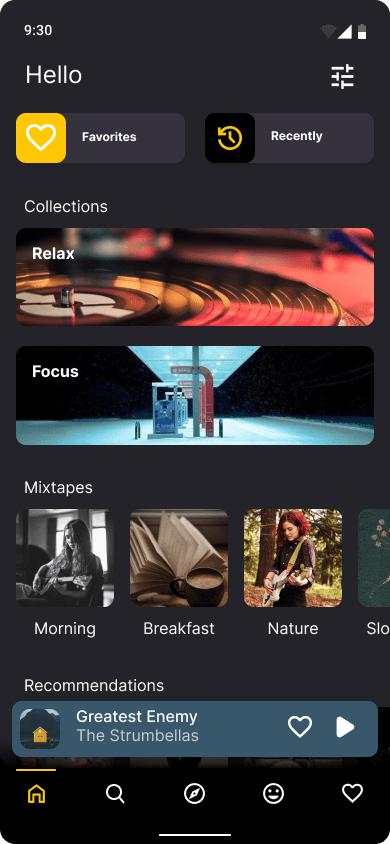 9:30
Hello
Favorites
Recently
Collections
Relax
Focus
Mixtapes
Morning
Breakfast
Nature
Slo
Recommendations
Greatest Enemy
The Strumbellas